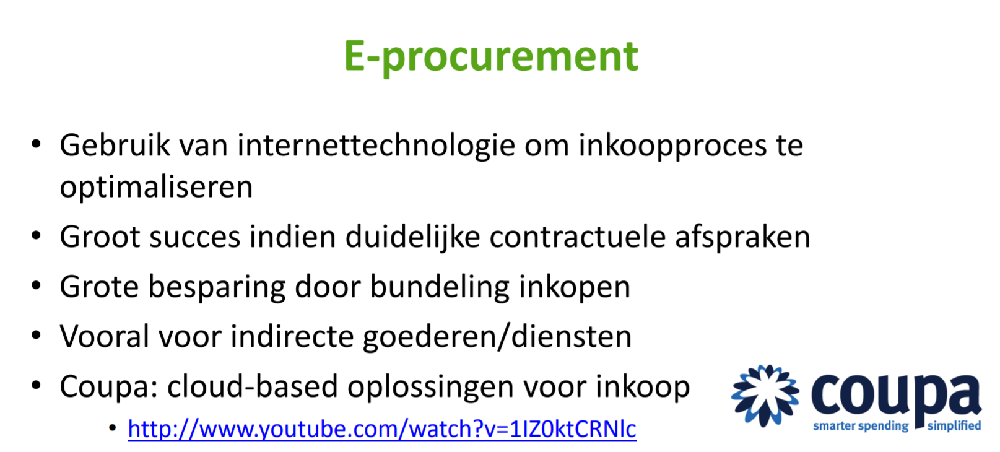 E-procurement
• Gebruik van internettechnologie om inkoopproces te
optimaliseren
• Groot succes indien duidelijke contractuele afspraken
• Grote besparing door bundeling inkopen
• Vooral voor indirecte goederen/diensten
• Coupa: cloud-based oplossingen voor inkoop
• http://www.youtube.com/watch?v=1IZ0ktCRNlc
coupa
smarter spending simplified